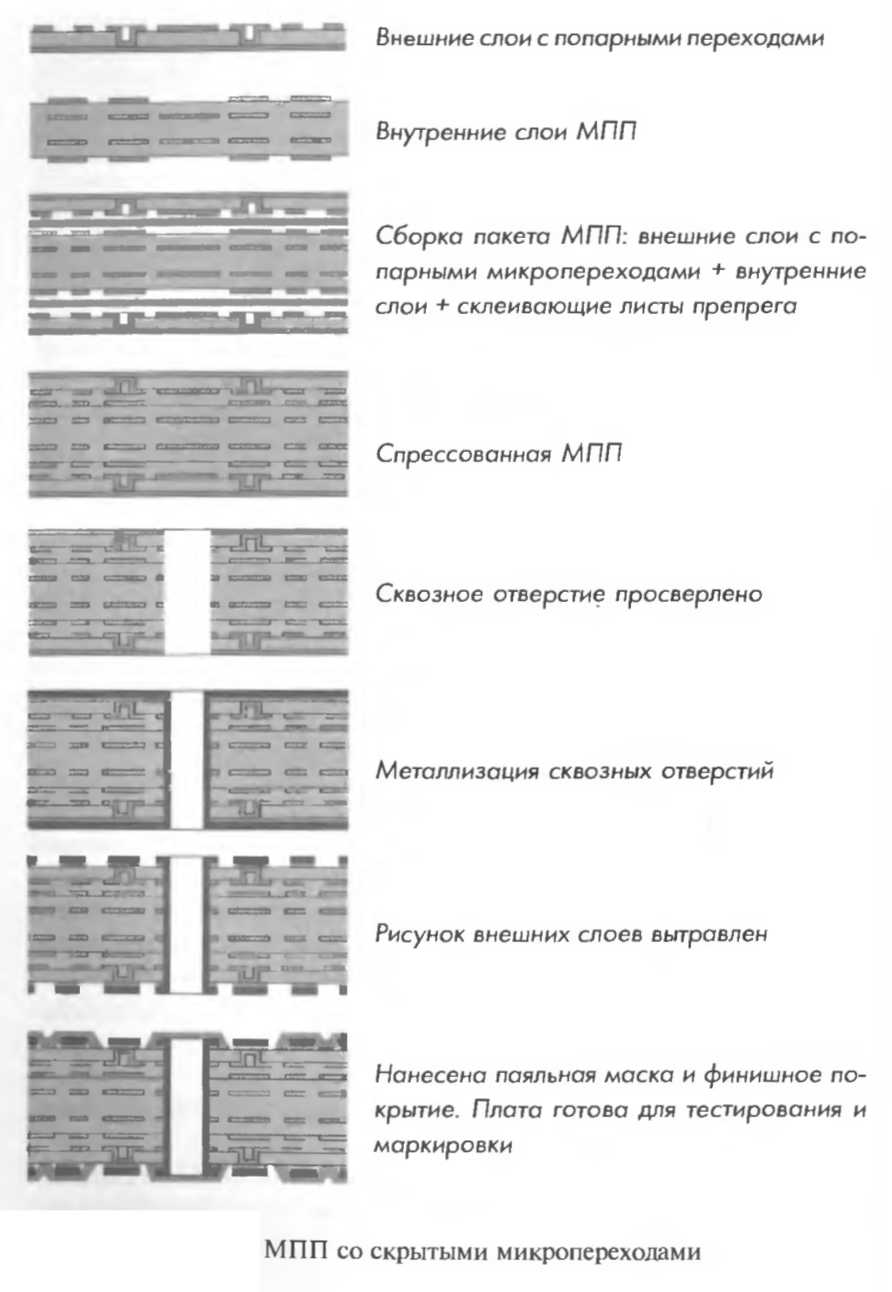 Внешние слои с попарными переходами
Внутренние слои МПП
Сборка пакета МПП: внешние слои с по-
парными микропереходами + внутренние
слои + склеивающие листы препрега
Спрессованная МПП
Сквозное отверстие просверлено
Металлизация сквозных отверстий
Рисунок внешних слоев вытравлен
Нанесена паяльная маска и финишное по-
крытие. Плата готова для тестирования и
маркировки
МПП со скрытыми микропереходами